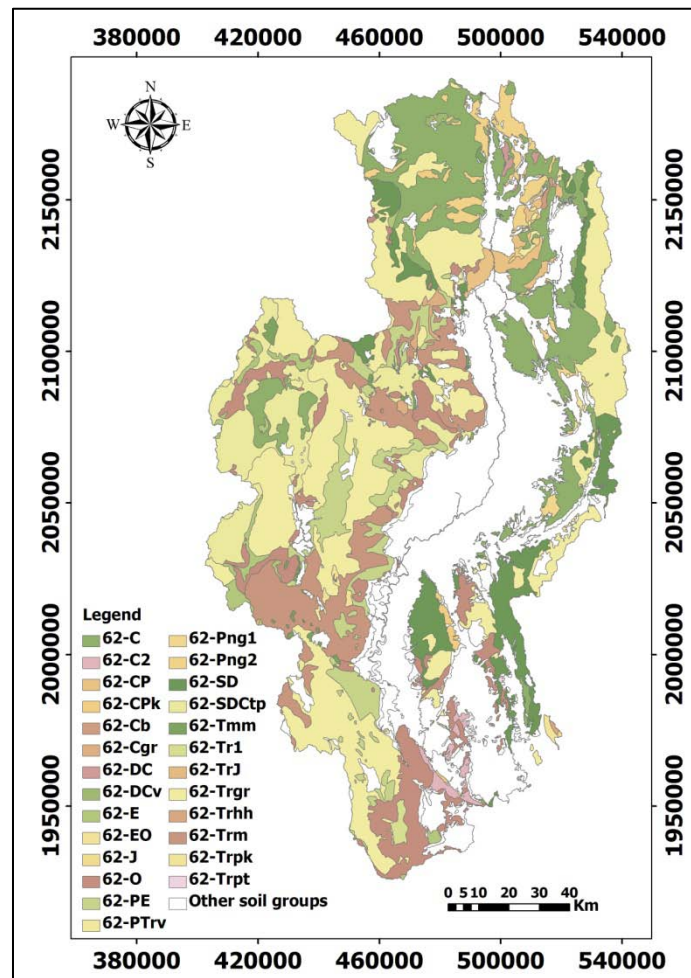 380000 420000 460000 500000 540000
N
W E
S
2150000 2150000
2100000 2100000
2050000 2050000
2000000 2000000
1950000 1950000
Legend
62-C 62-Png1
62-C2 62-Png2
62-CP 62-SD
62-CPk 62-SDCtp
62-Cb 62-Tmm
62-Cgr 62-Tr1
62-DC 62-TrJ
62-DCv 62-Trgr
62-E 62-Trhh
62-EO 62-Trm
62-J 62-Trpk
62-O 62-Trpt
62-PE Other soil groups
62-PTrv
0 5 10 20 30 40
Km
380000 420000 460000 500000 540000